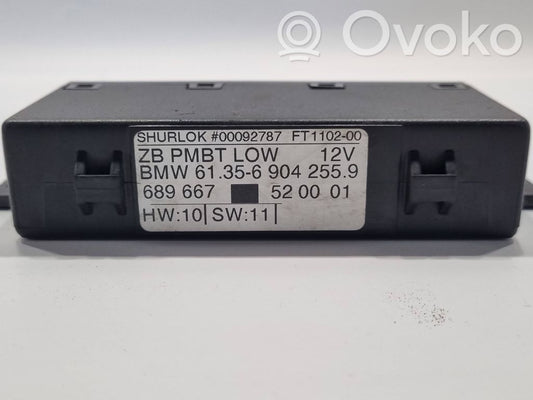 Ovoko
SHURLOK #00092787 FT1102-00
ZB PMBT LOW 12V
BMW 61.35-6 904 255.9
689 667 52 00 01
HW:10 SW:11